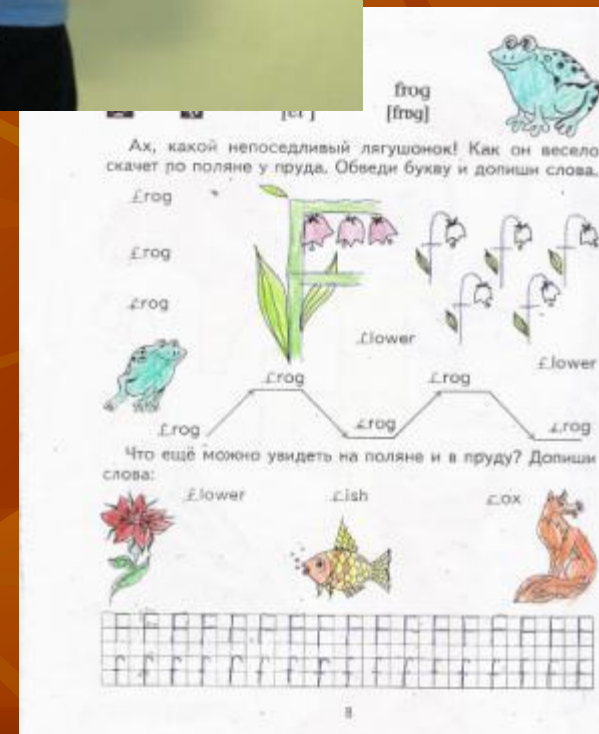 frog
[frɒg]
Ах, какой непоседливый лягушонок! Как он весело
скачет по поляне у пруда. Обведи букву и допиши слова.
frog
frog
frog
F f f f f f
flower
flower
frog frog
frog frog frog
Что ещё можно увидеть на поляне и в пруду? Допиши
слова:
flower fish fox
F F F F F F F F F F F F F F F F F
f f f f f f f f f f f f f f f f f
8